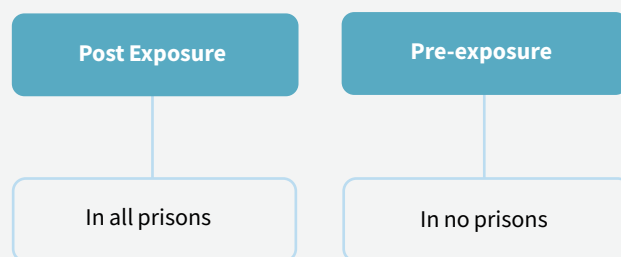 Post Exposure
Pre-exposure
In all prisons
In no prisons